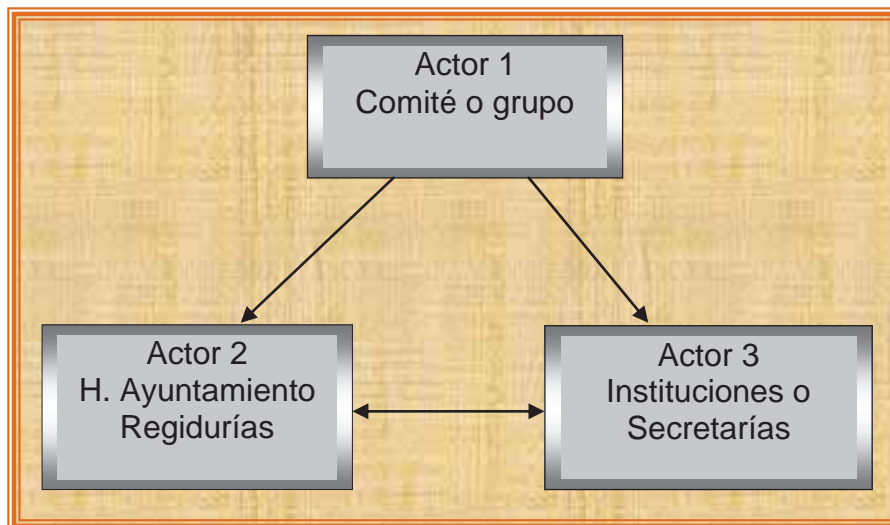 Actor 1
Comité o grupo
Actor 2
H. Ayuntamiento
Regidurías
Actor 3
Instituciones o
Secretarías